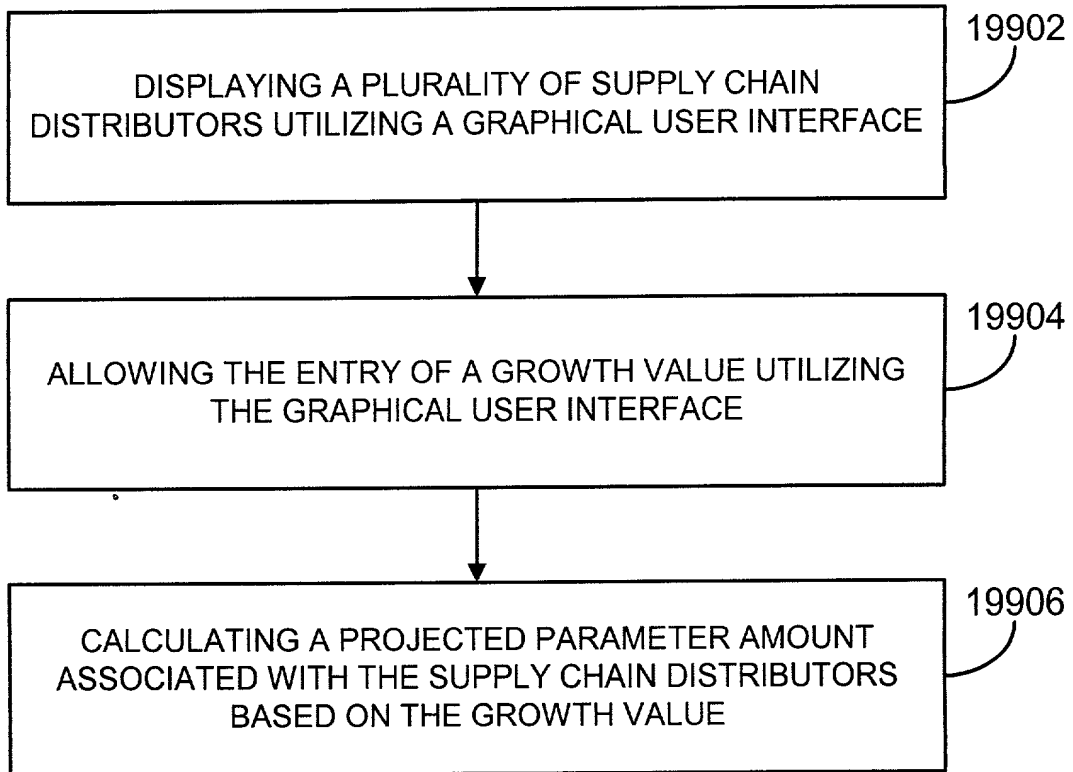 19902
DISPLAYING A PLURALITY OF SUPPLY CHAIN
DISTRIBUTORS UTILIZING A GRAPHICAL USER INTERFACE
19904
ALLOWING THE ENTRY OF A GROWTH VALUE UTILIZING
THE GRAPHICAL USER INTERFACE
19906
CALCULATING A PROJECTED PARAMETER AMOUNT
ASSOCIATED WITH THE SUPPLY CHAIN DISTRIBUTORS
BASED ON THE GROWTH VALUE